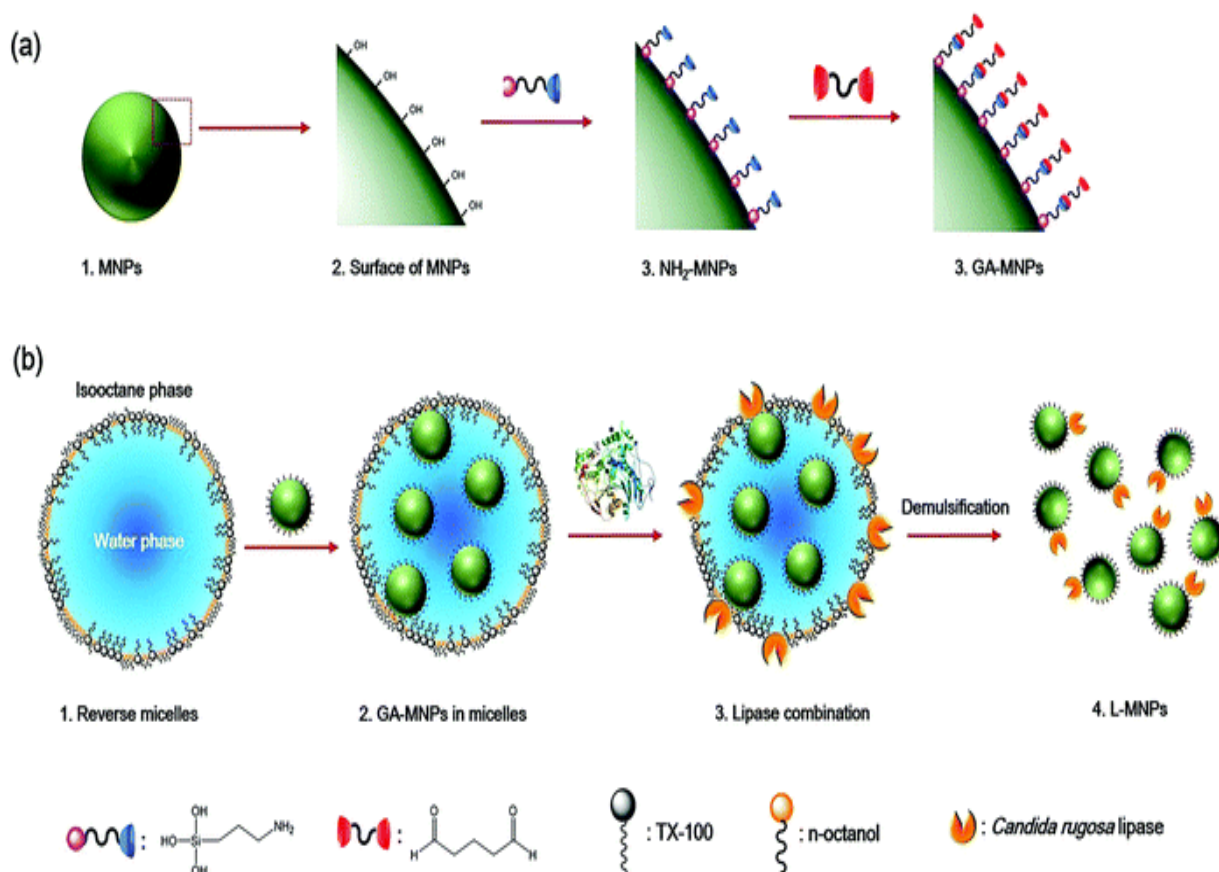 (a)
OH
OH
OH
OH
OH
OH
OH
1. MNPs
2. Surface of MNPs
3. NH₂-MNPs
3. GA-MNPs
(b)
Isooctane phase
Water phase
Demulsification
1. Reverse micelles
2. GA-MNPs in micelles
3. Lipase combination
4. L-MNPs
: OH
HO Si NH₂
OH
: O O
H H
: TX-100
: n-octanol
: Candida rugosa lipase